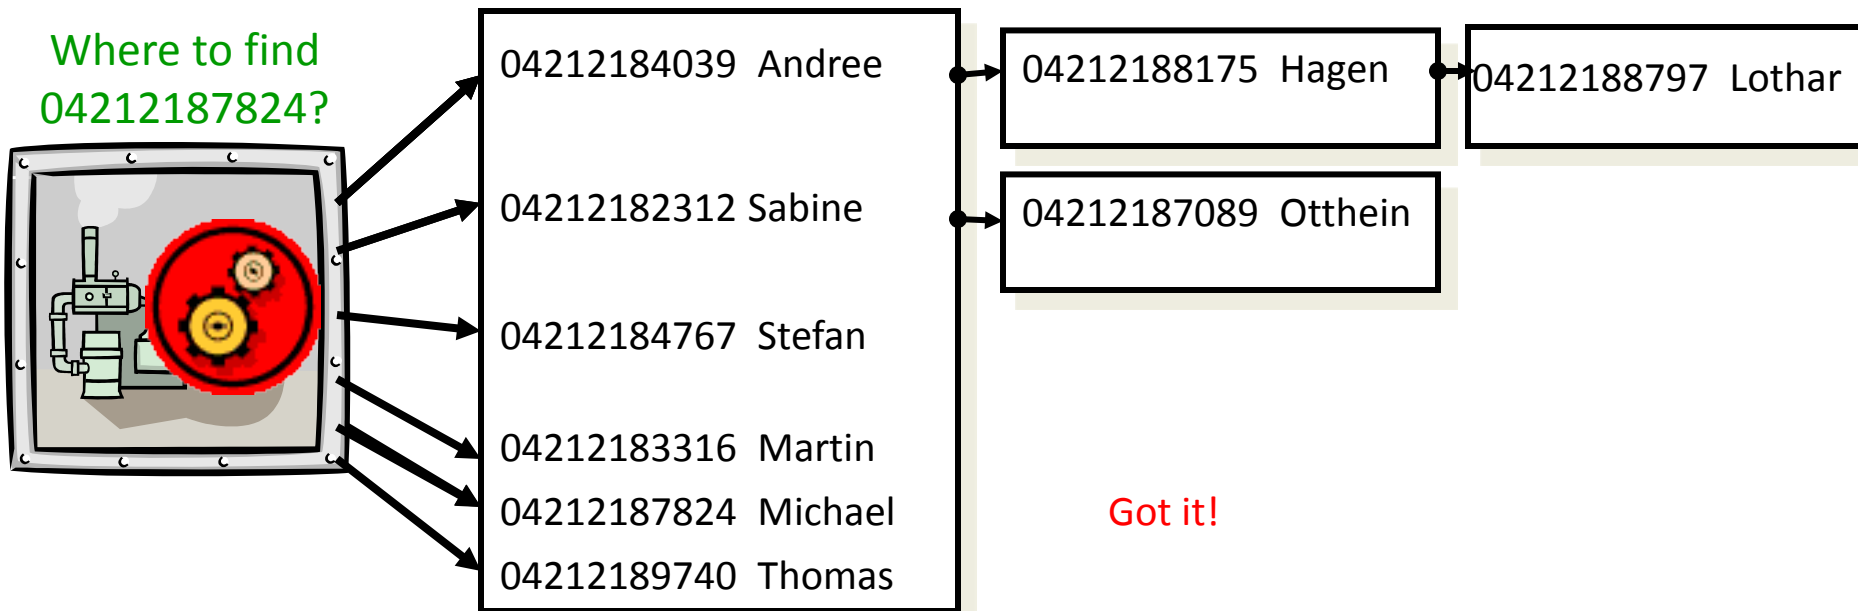 Where to find
04212187824?
04212184039 Andree
04212188175 Hagen
04212188797 Lothar
04212182312 Sabine
04212187089 Otthein
04212184767 Stefan
04212183316 Martin
04212187824 Michael
Got it!
04212189740 Thomas